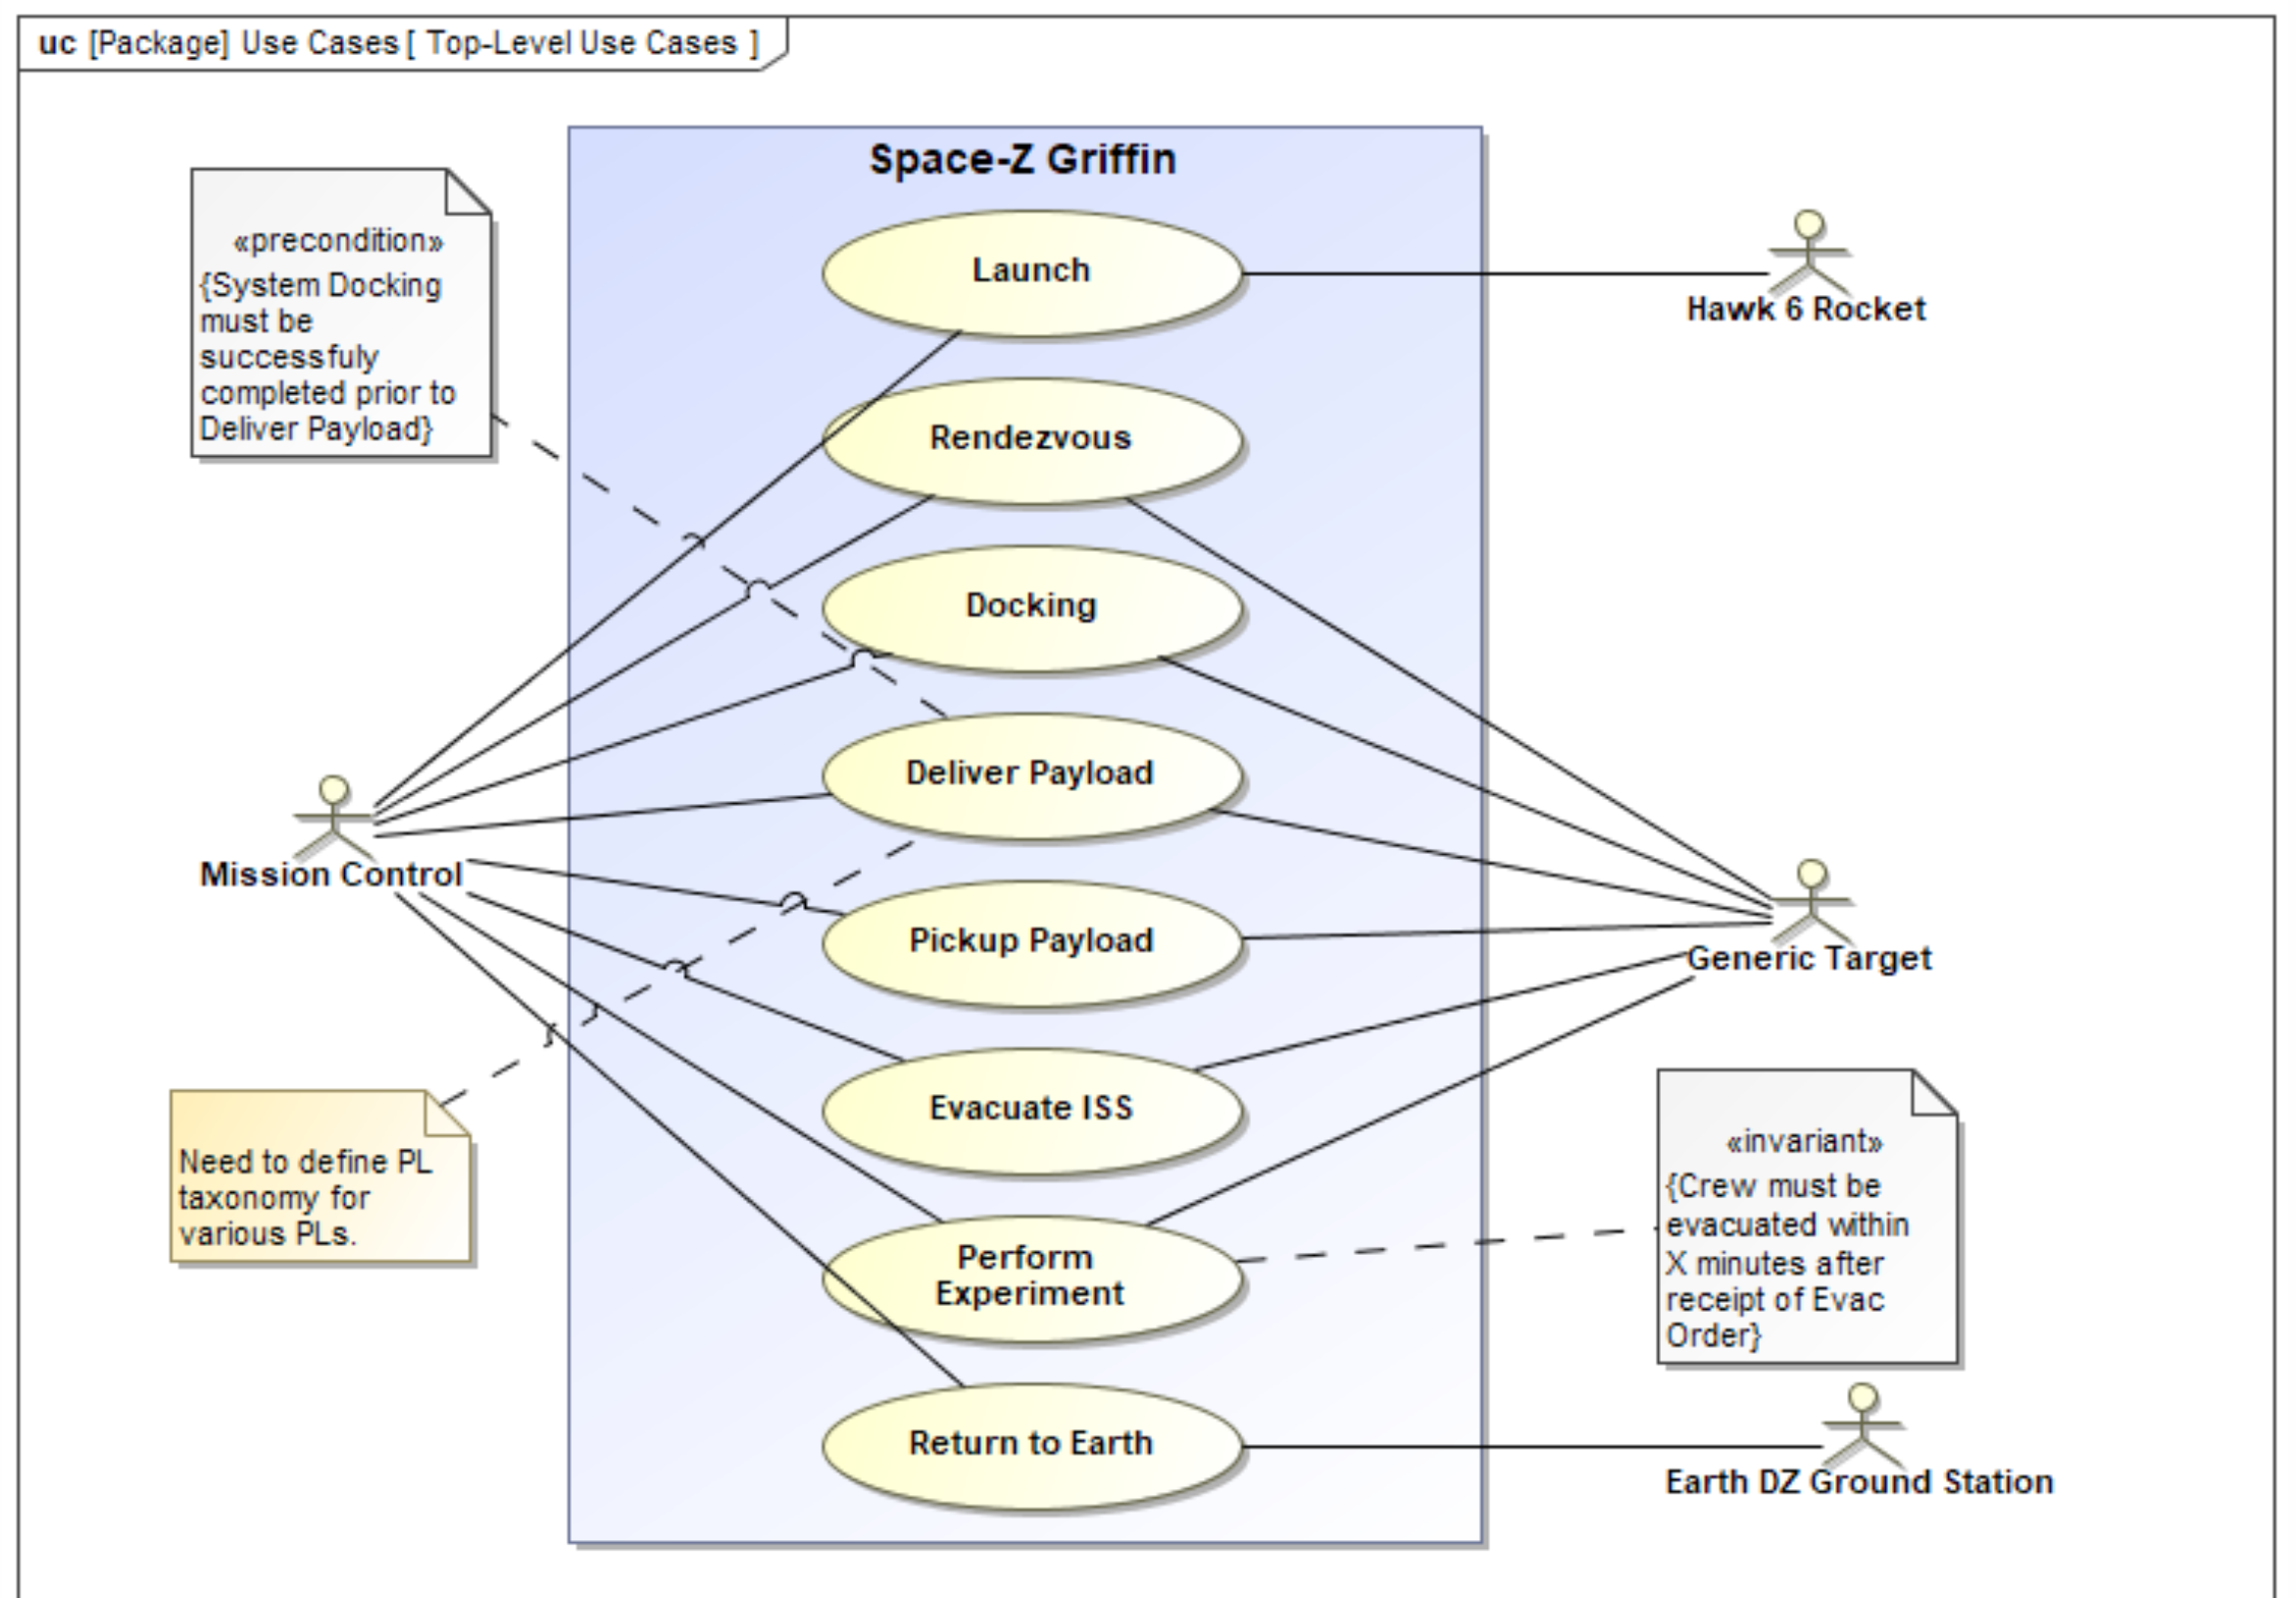 uc [Package] Use Cases [ Top-Level Use Cases ]
Space-Z Griffin
«precondition»
{System Docking
must be
successfuly
completed prior to
Deliver Payload}
Launch
Hawk 6 Rocket
Rendezvous
Docking
Deliver Payload
Mission Control
Pickup Payload
Generic Target
Evacuate ISS
Need to define PL
taxonomy for
various PLs.
«invariant»
{Crew must be
evacuated within
X minutes after
receipt of Evac
Order}
Perform
Experiment
Return to Earth
Earth DZ Ground Station